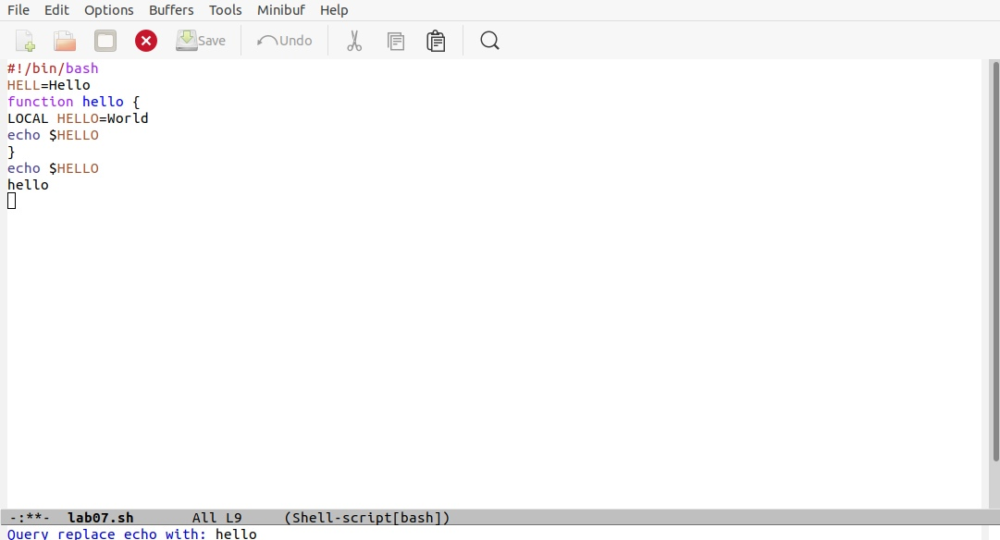 File Edit Options Buffers Tools Minibuf Help
Save Undo
#!/bin/bash
HELL=Hello
function hello {
LOCAL HELLO=World
echo $HELLO
}
echo $HELLO
hello
-:**- lab07.sh All L9 (Shell-script[bash])
Query replace echo with: hello